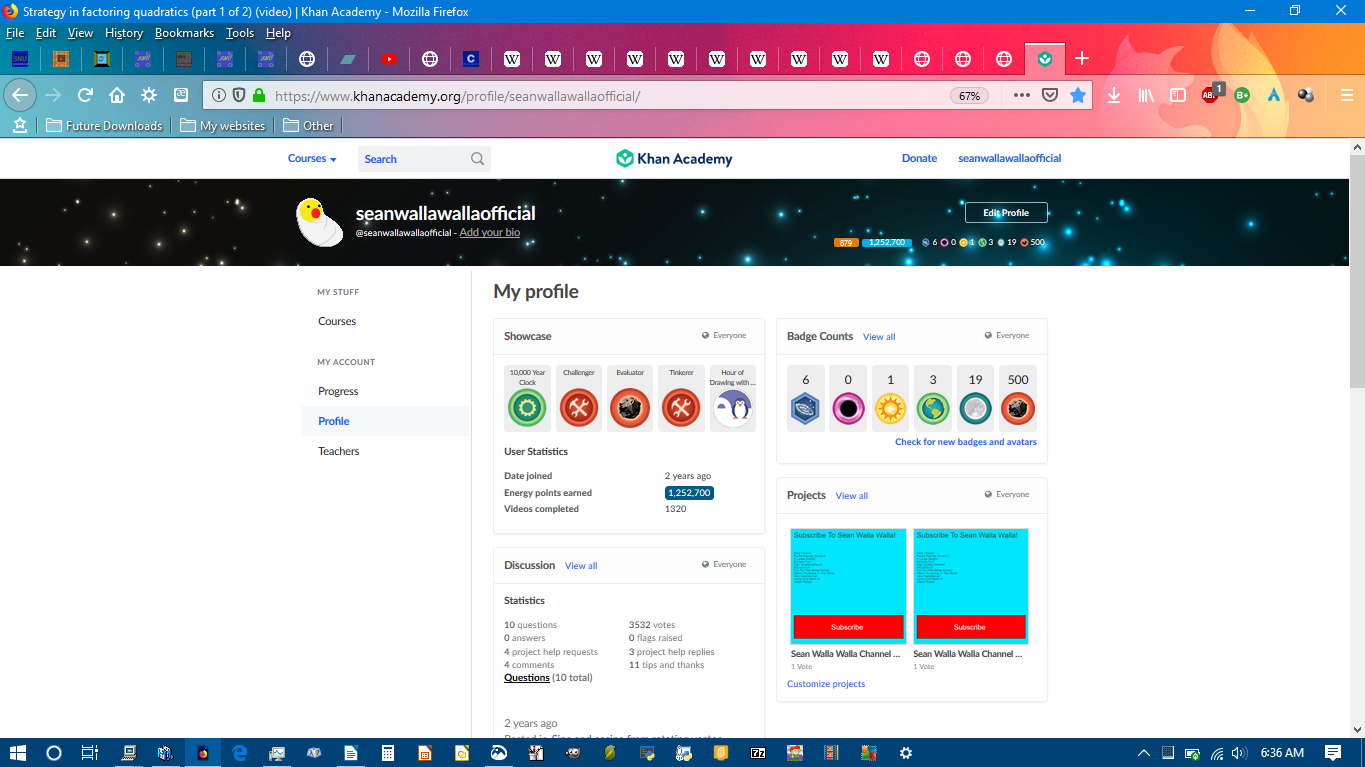 Strategy in factoring quadratics (part 1 of 2) (video) | Khan Academy - Mozilla Firefox
File Edit View History Bookmarks Tools Help
https://www.khanacademy.org/profile/seanwallawallaofficial/ 67%
Future Downloads My websites Other
Courses Search Khan Academy Donate seanwallawallaofficial
seanwallawallaofficial
@seanwallawallaofficial - Add your bio
Edit Profile
879 1,252,700 6 0 1 3 19 500
MY STUFF
Courses
MY ACCOUNT
Progress
Profile
Teachers
My profile
Showcase Everyone
10,000 Year Clock
Challenger
Evaluator
Tinkerer
Hour of Drawing with ...
User Statistics
Date joined 2 years ago
Energy points earned 1,252,700
Videos completed 1320
Badge Counts View all Everyone
6 0 1 3 19 500
Check for new badges and avatars
Discussion View all Everyone
Statistics
10 questions 3532 votes
0 answers 0 flags raised
4 project help requests 3 project help replies
4 comments 11 tips and thanks
Questions (10 total)
2 years ago
Projects View all Everyone
Subscribe To Sean Walla Walla! Subscribe To Sean Walla Walla!
Subscribe Subscribe
Sean Walla Walla Channel ... Sean Walla Walla Channel ...
1 Vote 1 Vote
Customize projects
6:36 AM